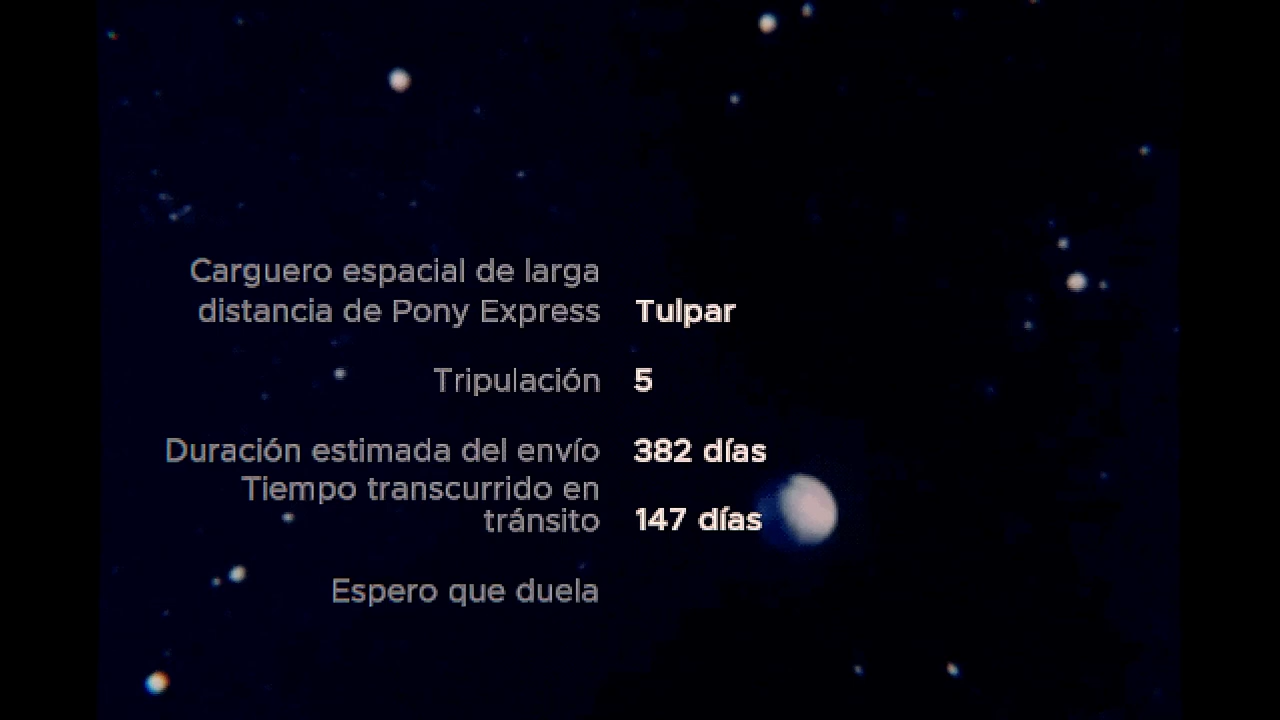 Carguero espacial de larga
distancia de Pony Express Tulpar
Tripulación 5
Duración estimada del envío 382 días
Tiempo transcurrido en
tránsito 147 días
Espero que duela